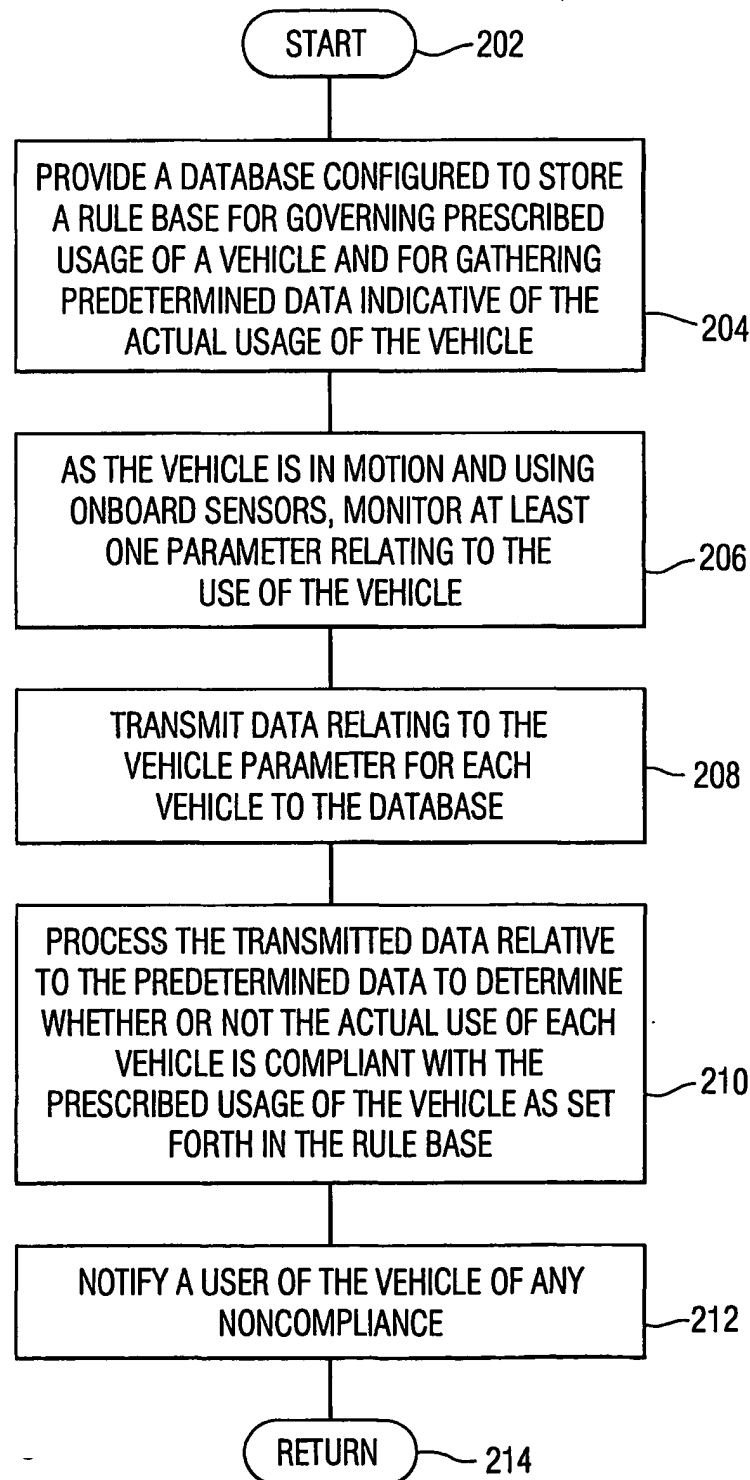 START
202
PROVIDE A DATABASE CONFIGURED TO STORE
A RULE BASE FOR GOVERNING PRESCRIBED
USAGE OF A VEHICLE AND FOR GATHERING
PREDETERMINED DATA INDICATIVE OF THE
ACTUAL USAGE OF THE VEHICLE
204
AS THE VEHICLE IS IN MOTION AND USING
ONBOARD SENSORS, MONITOR AT LEAST
ONE PARAMETER RELATING TO THE
USE OF THE VEHICLE
206
TRANSMIT DATA RELATING TO THE
VEHICLE PARAMETER FOR EACH
VEHICLE TO THE DATABASE
208
PROCESS THE TRANSMITTED DATA RELATIVE
TO THE PREDETERMINED DATA TO DETERMINE
WHETHER OR NOT THE ACTUAL USE OF EACH
VEHICLE IS COMPLIANT WITH THE
PRESCRIBED USAGE OF THE VEHICLE AS SET
FORTH IN THE RULE BASE
210
NOTIFY A USER OF THE VEHICLE OF ANY
NONCOMPLIANCE
212
RETURN
214